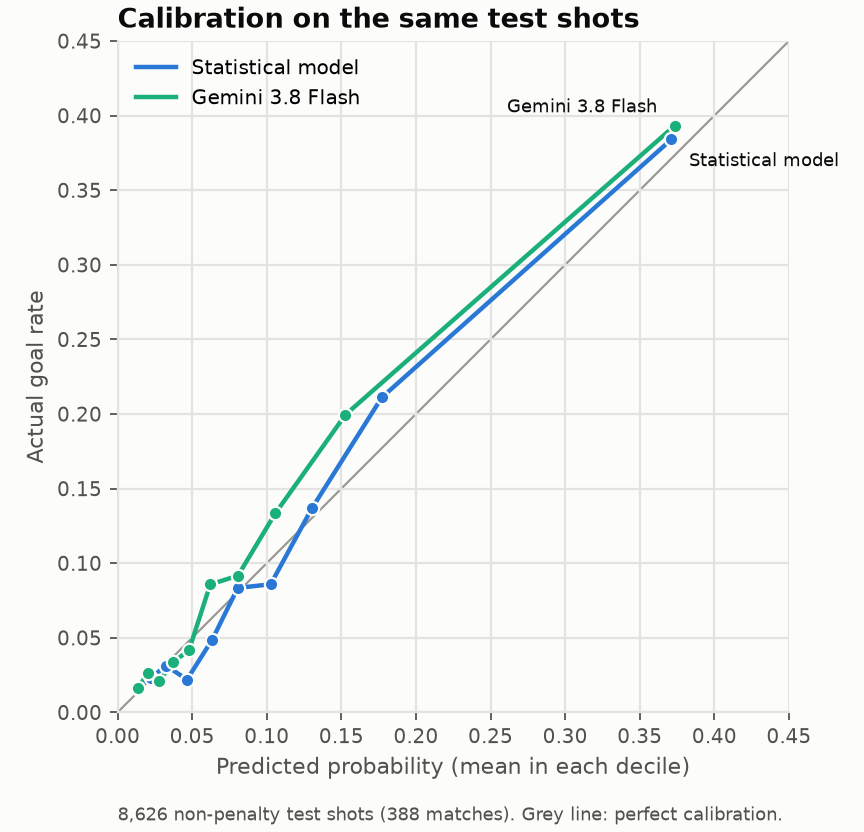 Calibration on the same test shots
Statistical model
Gemini 3.8 Flash
Gemini 3.8 Flash
Statistical model
0.45
0.40
0.35
0.30
0.25
0.20
0.15
0.10
0.05
0.00
Actual goal rate
0.00 0.05 0.10 0.15 0.20 0.25 0.30 0.35 0.40 0.45
Predicted probability (mean in each decile)
8,626 non-penalty test shots (388 matches). Grey line: perfect calibration.